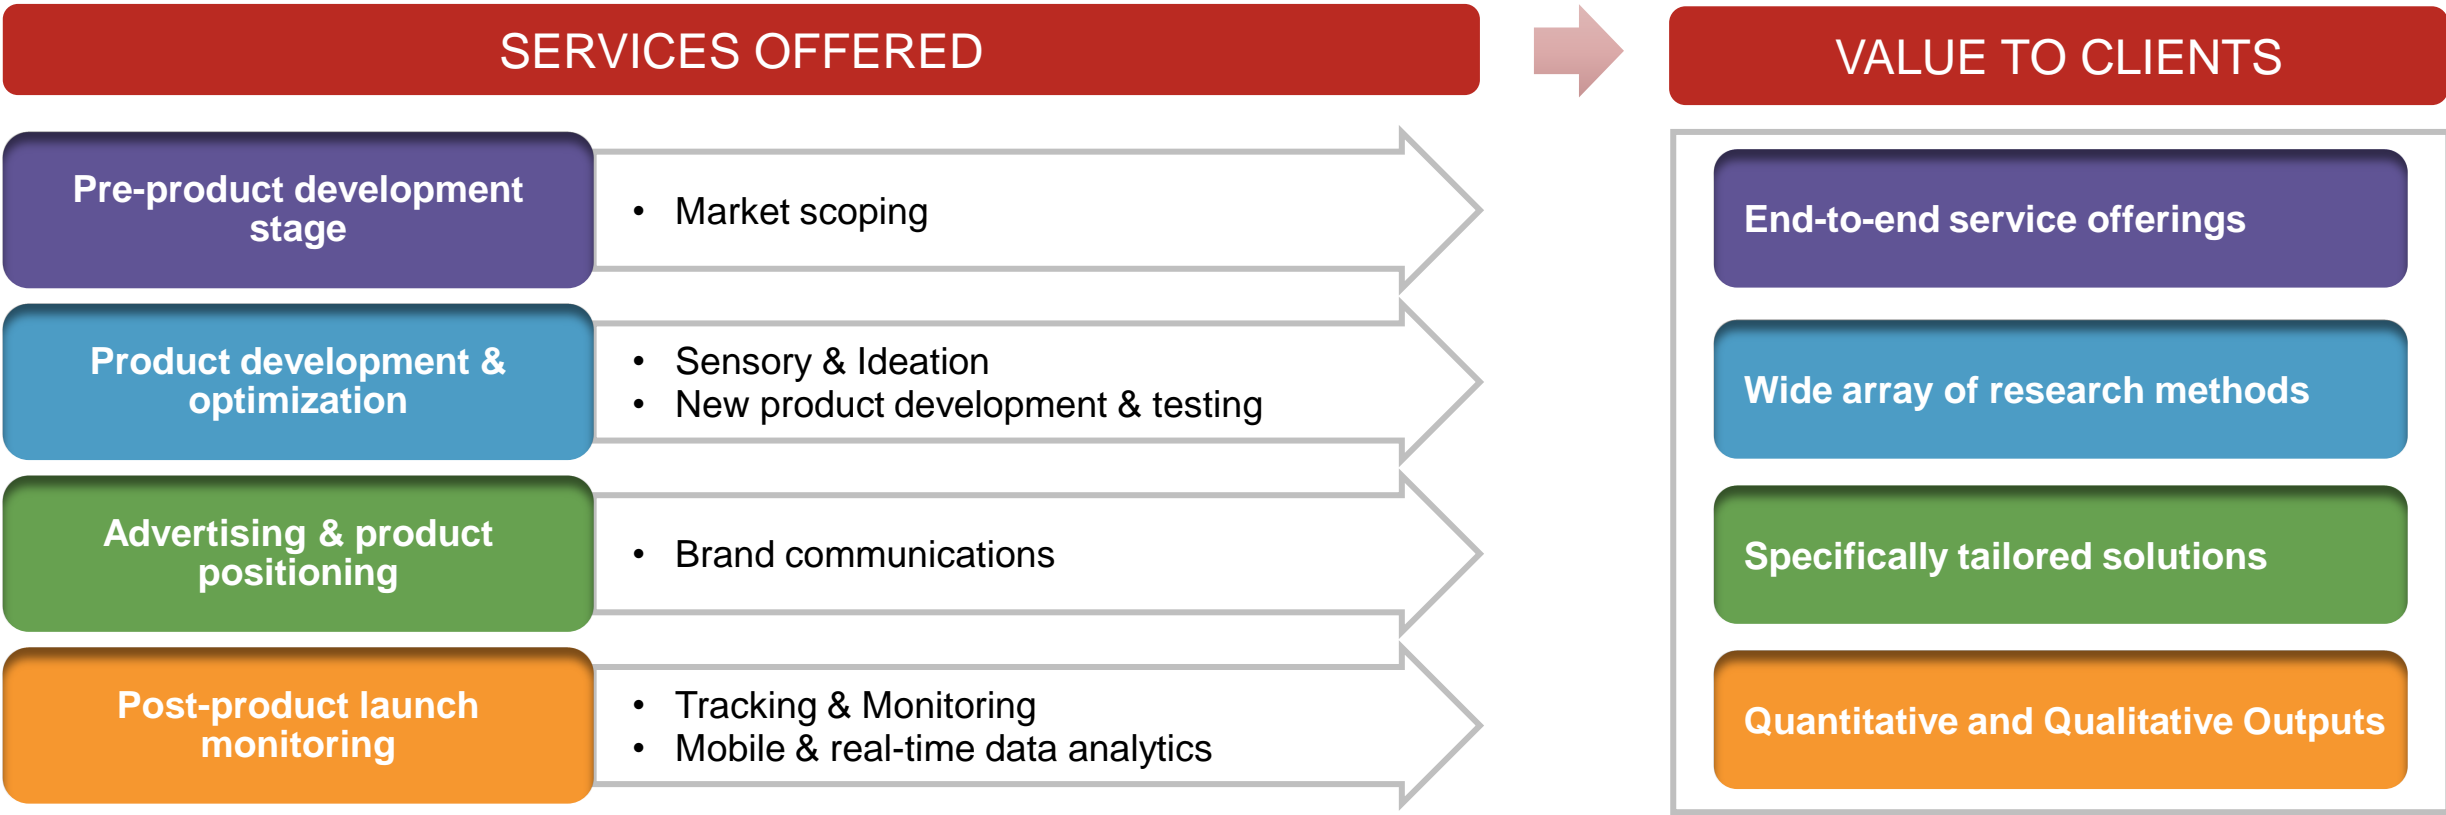 SERVICES OFFERED
VALUE TO CLIENTS
Pre-product development
stage
• Market scoping
Product development &
optimization
• Sensory & Ideation
• New product development & testing
Advertising & product
positioning
• Brand communications
Post-product launch
monitoring
• Tracking & Monitoring
• Mobile & real-time data analytics
End-to-end service offerings
Wide array of research methods
Specifically tailored solutions
Quantitative and Qualitative Outputs